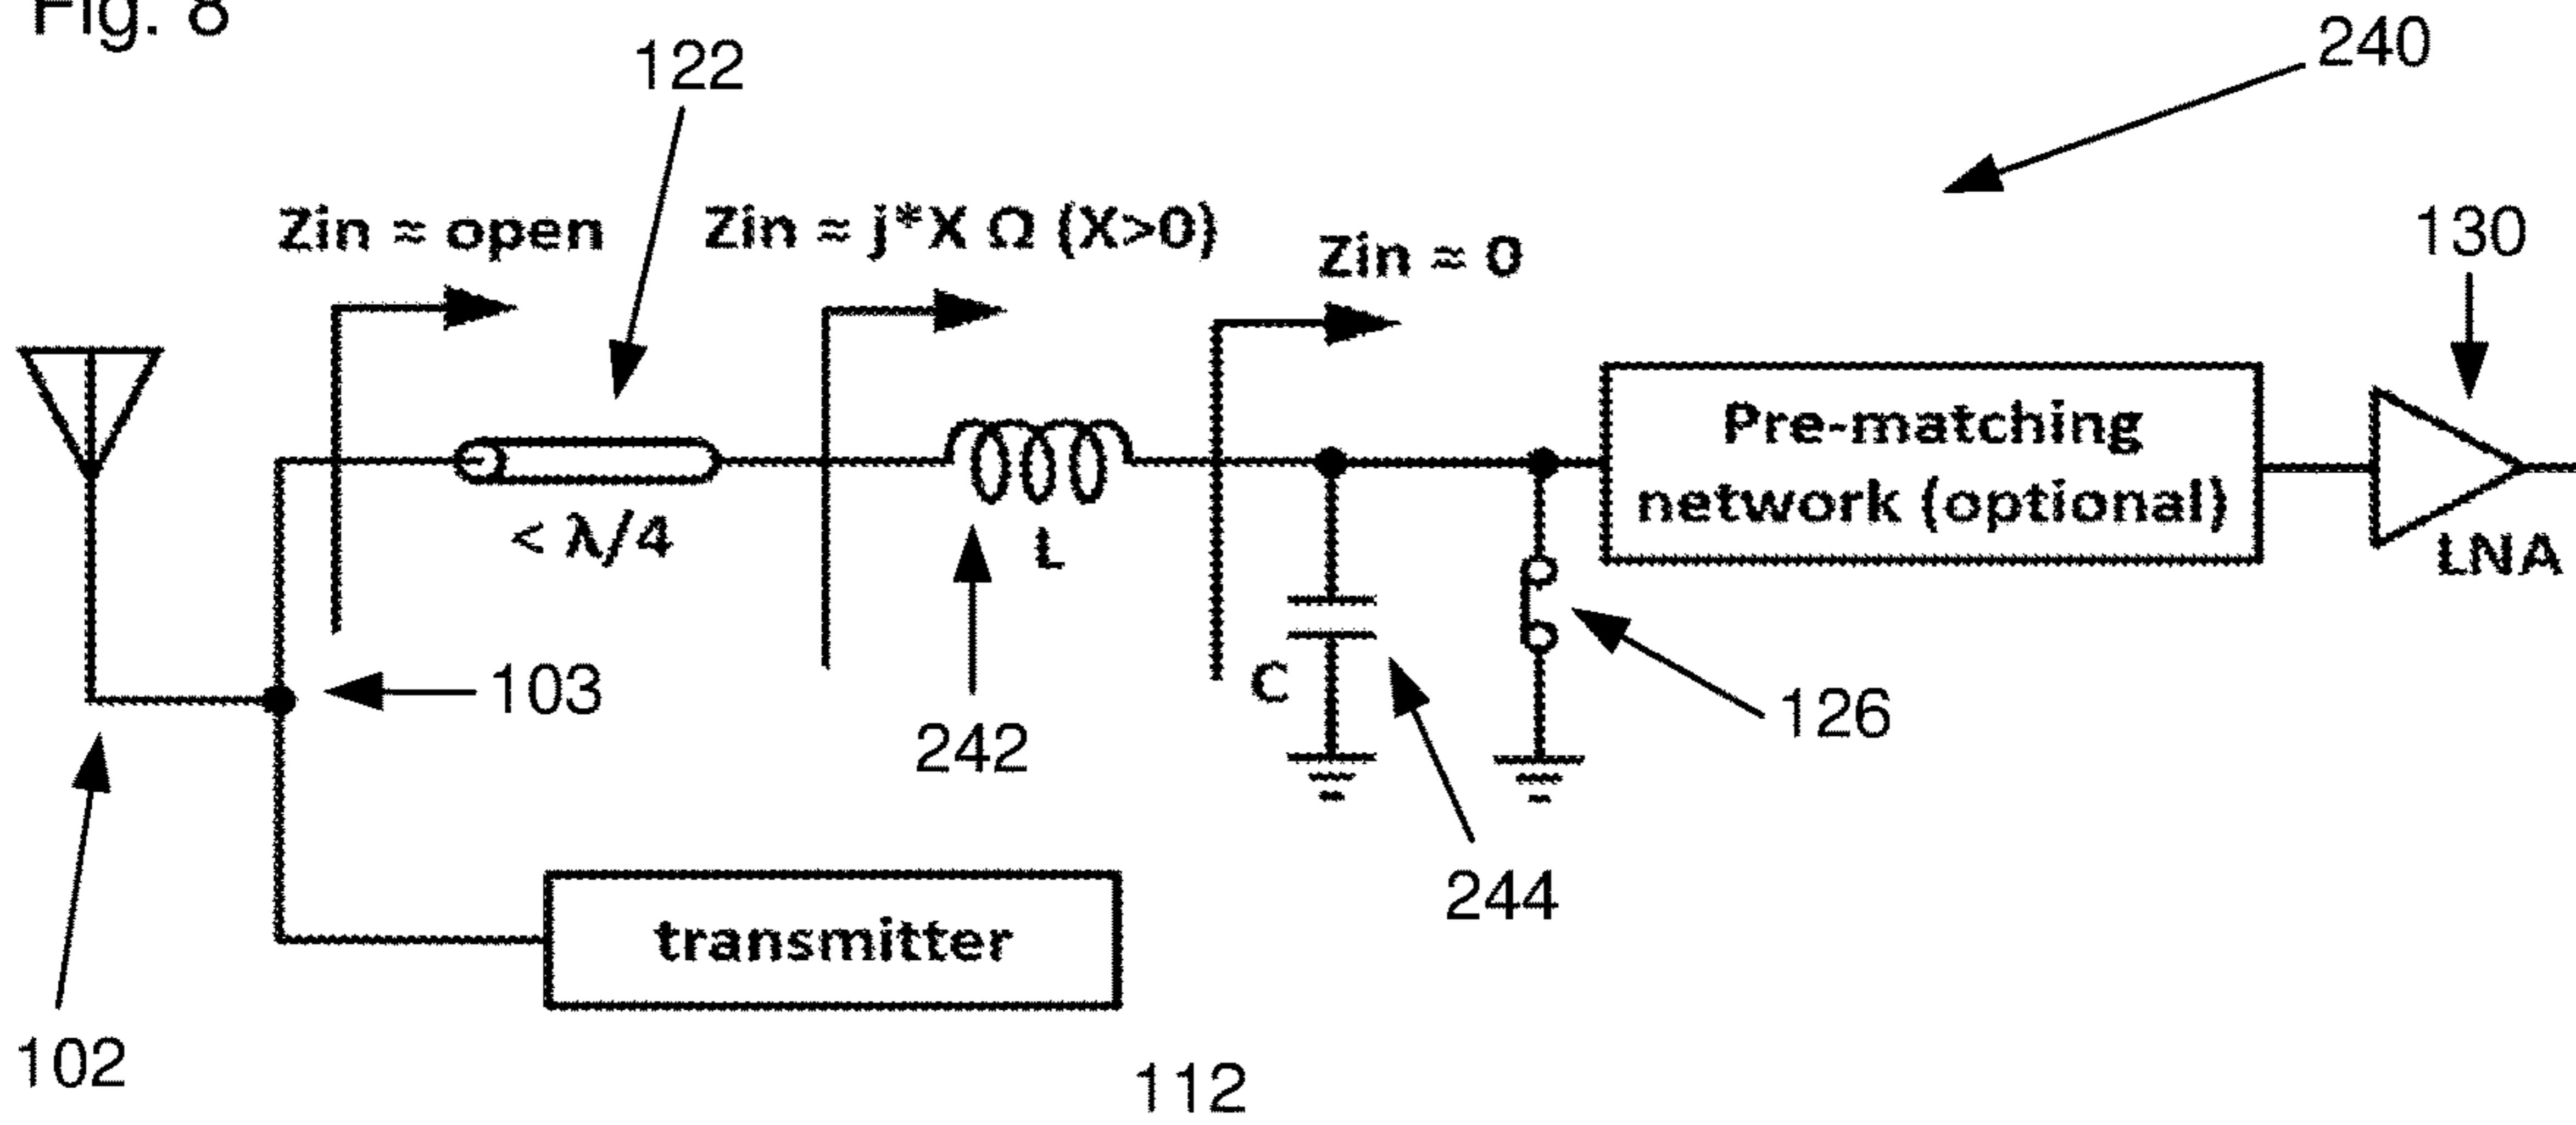 Fig. 8
240
122
Zin ≈ open
Zin ≈ j*X Ω (X>0)
Zin ≈ 0
130
Pre-matching
network (optional)
< λ/4
L
LNA
103
C
126
242
244
transmitter
102
112